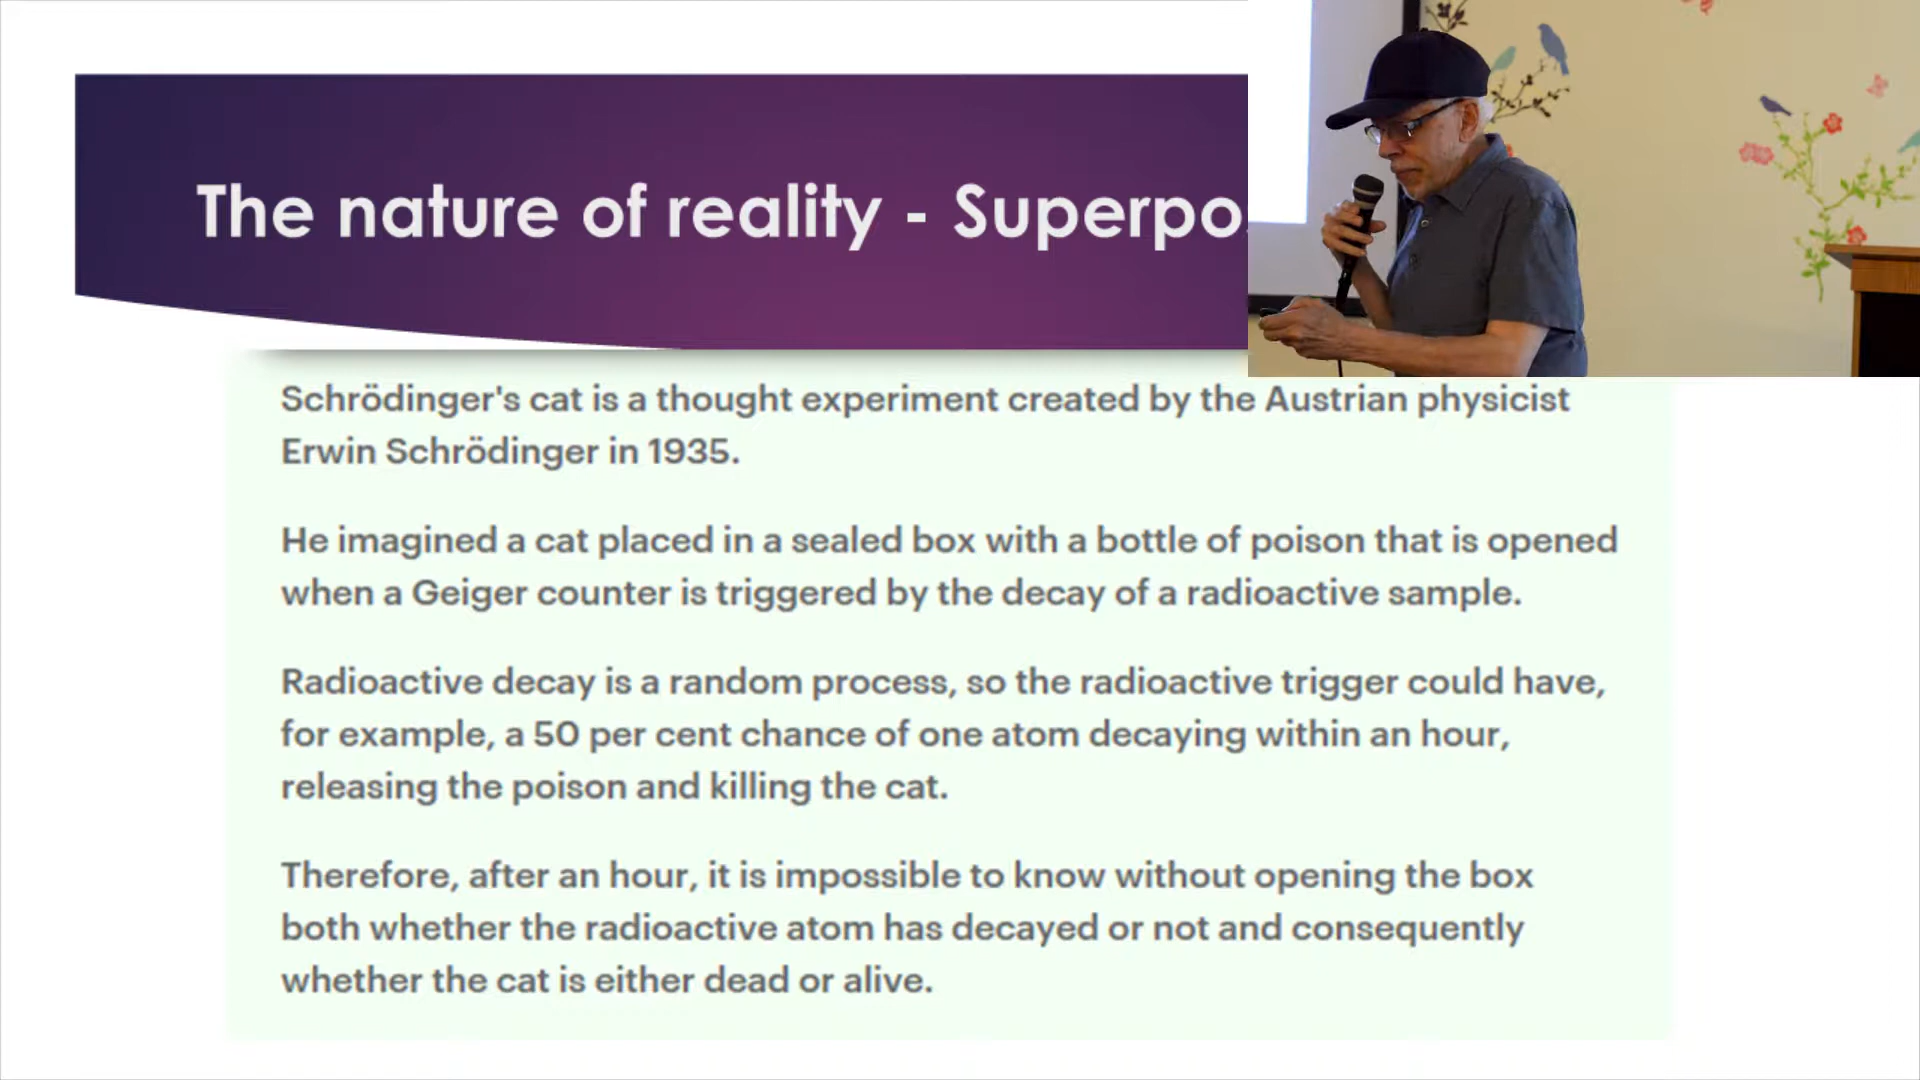 The nature of reality - Superpo
Schrödinger's cat is a thought experiment created by the Austrian physicist
Erwin Schrödinger in 1935.
He imagined a cat placed in a sealed box with a bottle of poison that is opened
when a Geiger counter is triggered by the decay of a radioactive sample.
Radioactive decay is a random process, so the radioactive trigger could have,
for example, a 50 per cent chance of one atom decaying within an hour,
releasing the poison and killing the cat.
Therefore, after an hour, it is impossible to know without opening the box
both whether the radioactive atom has decayed or not and consequently
whether the cat is either dead or alive.